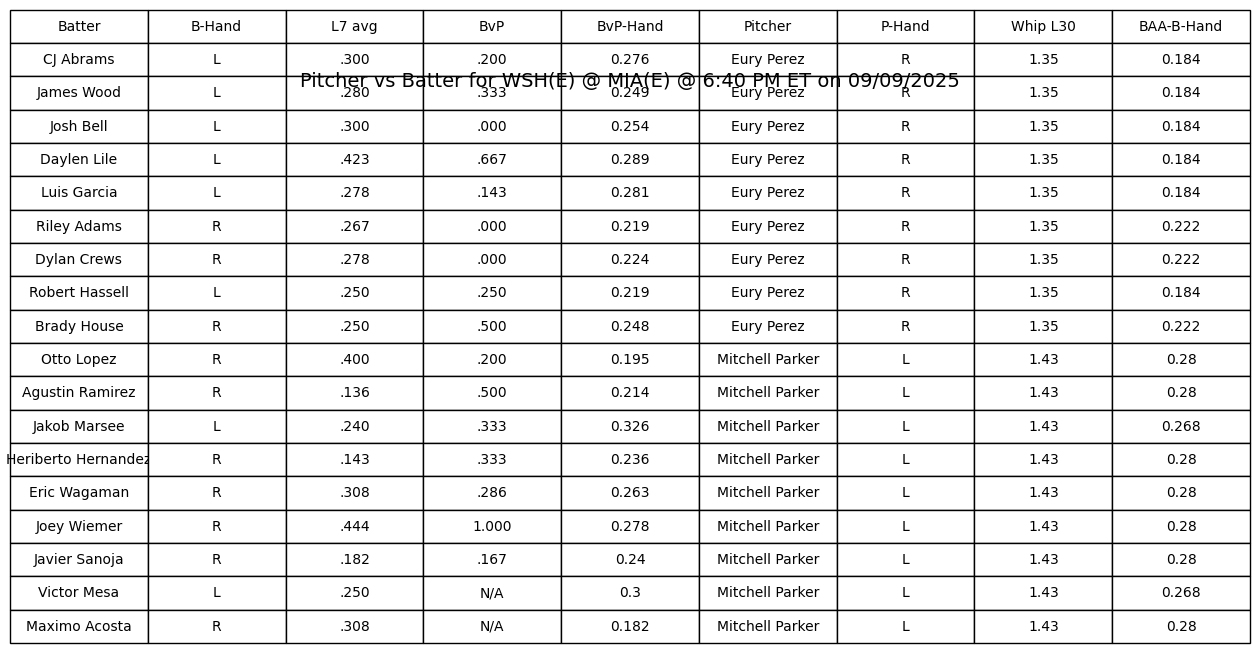 Batter B-Hand L7 avg BvP BvP-Hand Pitcher P-Hand Whip L30 BAA-B-Hand
CJ Abrams L .300 .200 0.276 Eury Perez R 1.35 0.184
Pitcher vs Batter for WSH(E) @ MIA(E) @ 6:40 PM ET on 09/09/2025
James Wood L .280 .333 0.249 Eury Perez R 1.35 0.184
Josh Bell L .300 .000 0.254 Eury Perez R 1.35 0.184
Daylen Lile L .423 .667 0.289 Eury Perez R 1.35 0.184
Luis Garcia L .278 .143 0.281 Eury Perez R 1.35 0.184
Riley Adams R .267 .000 0.219 Eury Perez R 1.35 0.222
Dylan Crews R .278 .000 0.224 Eury Perez R 1.35 0.222
Robert Hassell L .250 .250 0.219 Eury Perez R 1.35 0.184
Brady House R .250 .500 0.248 Eury Perez R 1.35 0.222
Otto Lopez R .400 .200 0.195 Mitchell Parker L 1.43 0.28
Agustin Ramirez R .136 .500 0.214 Mitchell Parker L 1.43 0.28
Jakob Marsee L .240 .333 0.326 Mitchell Parker L 1.43 0.268
Heriberto Hernandez R .143 .333 0.236 Mitchell Parker L 1.43 0.28
Eric Wagaman R .308 .286 0.263 Mitchell Parker L 1.43 0.28
Joey Wiemer R .444 1.000 0.278 Mitchell Parker L 1.43 0.28
Javier Sanoja R .182 .167 0.24 Mitchell Parker L 1.43 0.28
Victor Mesa L .250 N/A 0.3 Mitchell Parker L 1.43 0.268
Maximo Acosta R .308 N/A 0.182 Mitchell Parker L 1.43 0.28